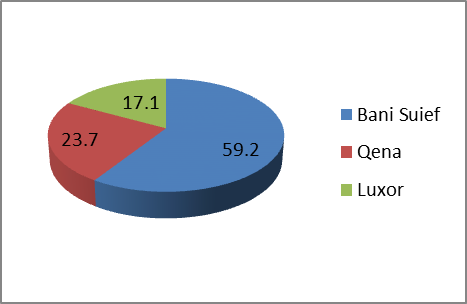 17.1
23.7
59.2
Bani Suief
Qena
Luxor